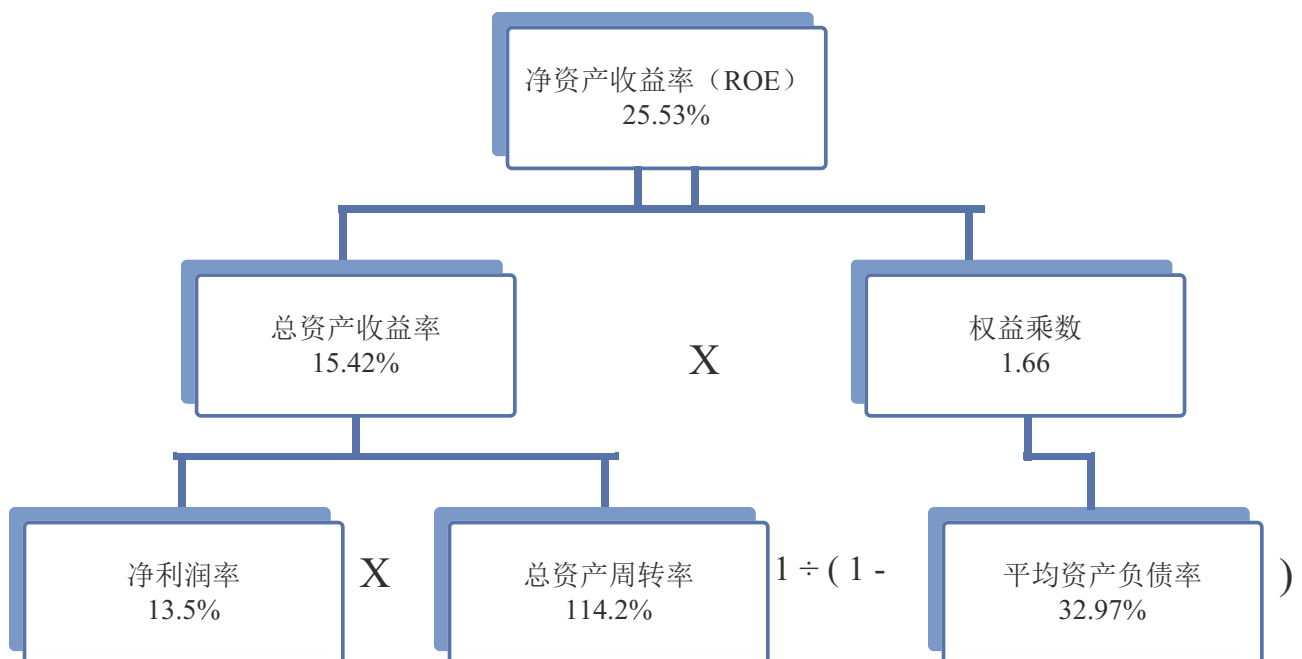 净资产收益率（ROE）
25.53%
总资产收益率
15.42%
X
权益乘数
1.66
净利润率
13.5%
X
总资产周转率
114.2%
1 ÷ ( 1 -
平均资产负债率
32.97%
)